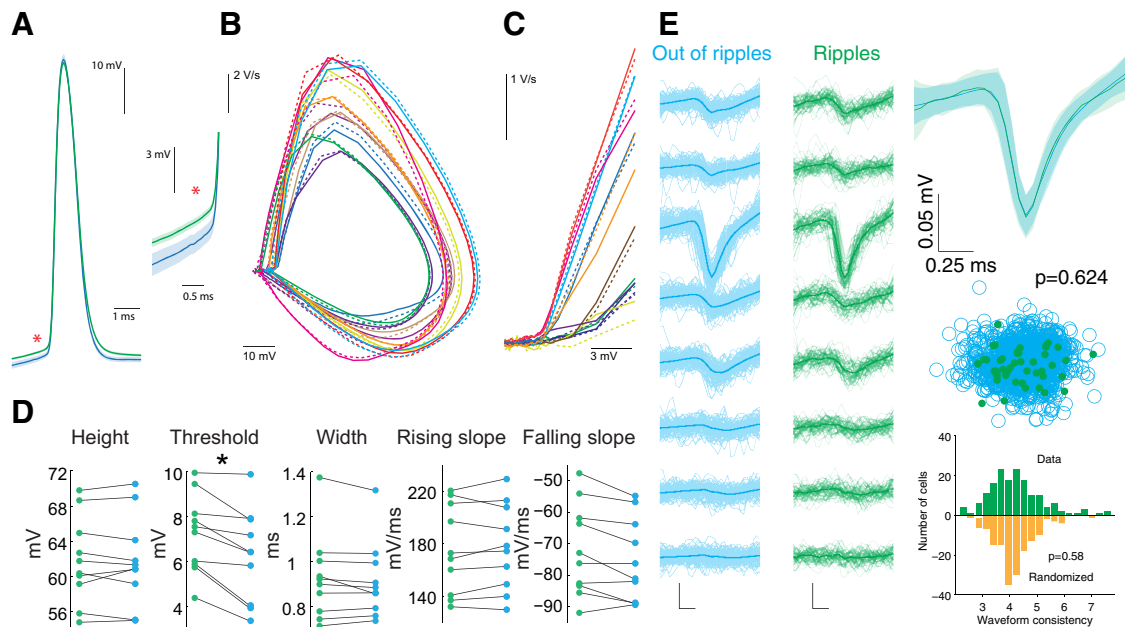 A
B
C
E
10 mV
2 V/s
3 mV
*
0.5 ms
*
1 ms
10 mV
1 V/s
3 mV
Out of ripples
Ripples
0.05 mV
0.25 ms
p=0.624
D
Height
Threshold
Width
Rising slope
Falling slope
*
mV
72
68
64
60
56
mV
10
8
6
4
ms
1.4
1.2
1
0.8
mV/ms
220
180
140
mV/ms
−50
−60
−70
−80
−90
Number of cells
40
20
0
−20
−40
Data
p=0.58
Randomized
3 4 5 6 7
Waveform consistency